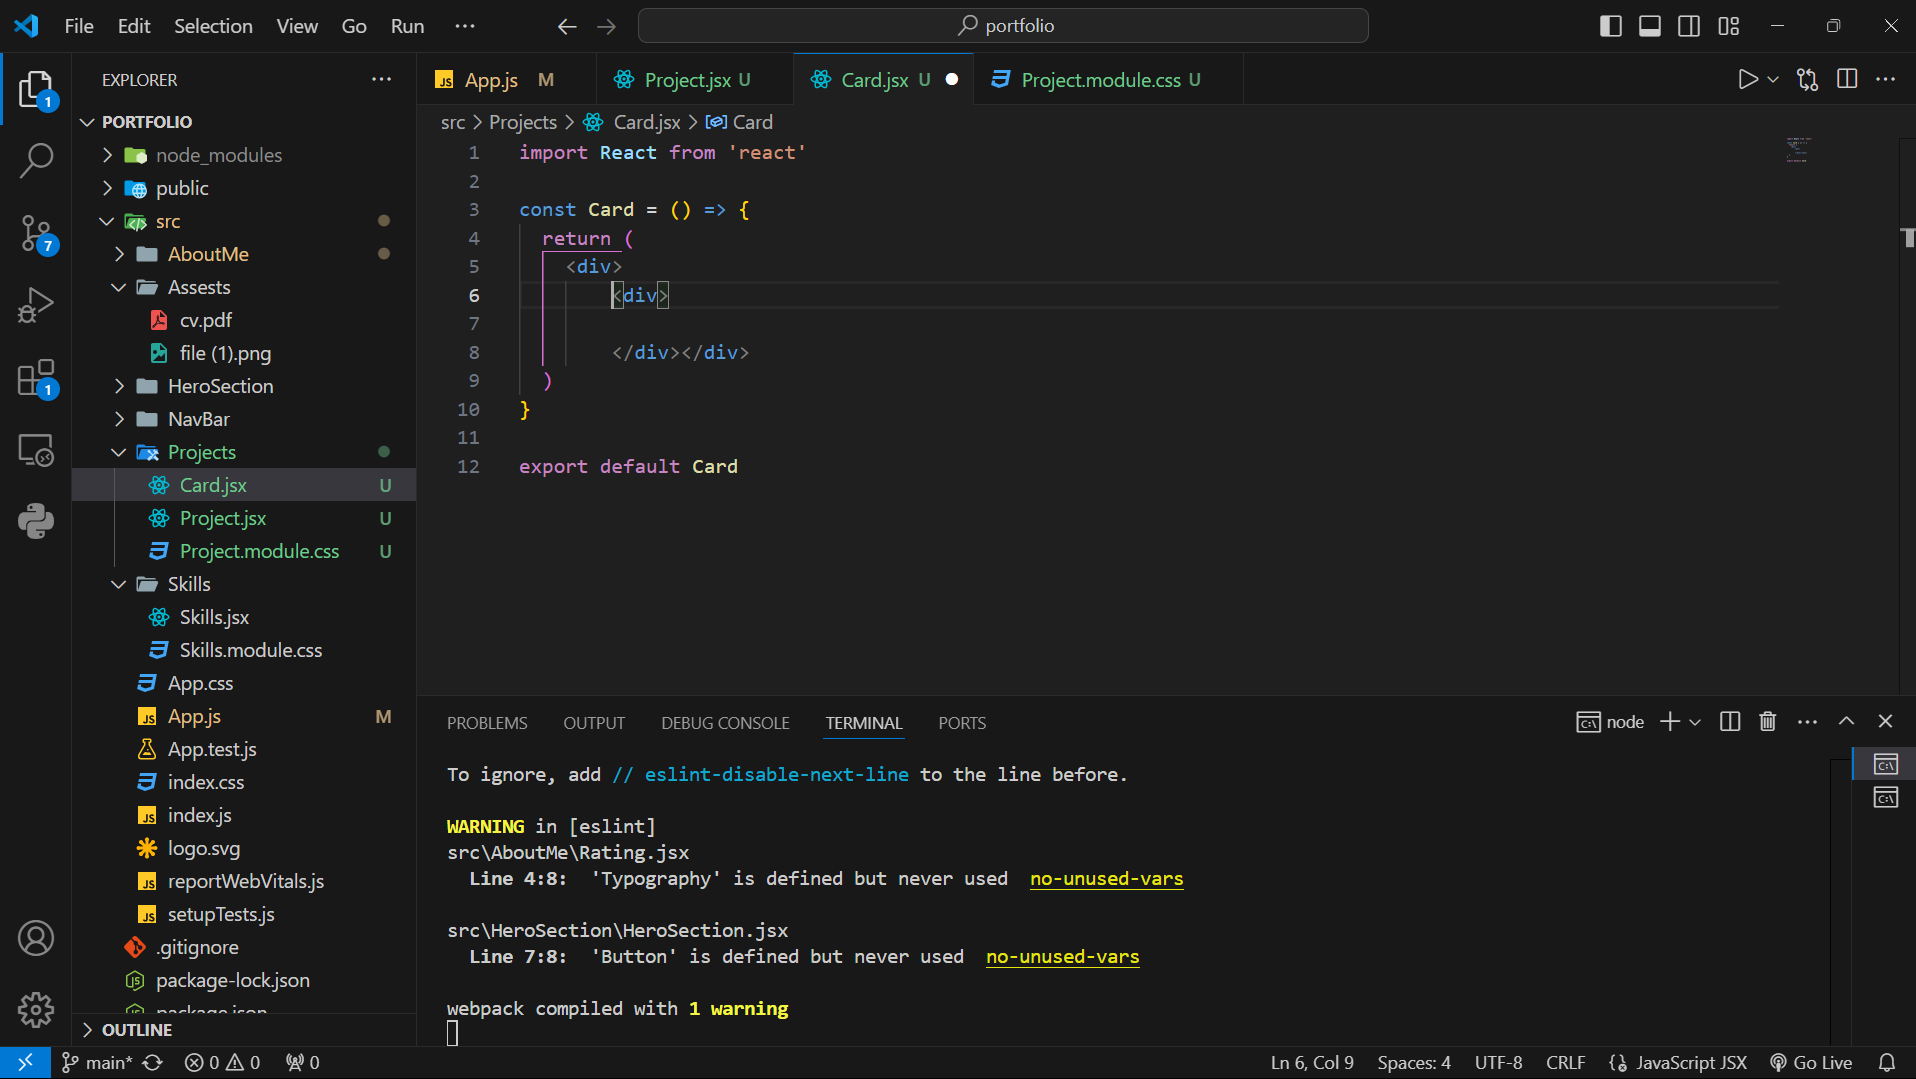 File Edit Selection View Go Run ··· portfolio
EXPLORER ···
PORTFOLIO
node_modules
public
src
AboutMe
Assests
cv.pdf
file (1).png
HeroSection
NavBar
Projects
Card.jsx U
Project.jsx U
Project.module.css U
Skills
Skills.jsx
Skills.module.css
App.css
App.js M
App.test.js
index.css
index.js
logo.svg
reportWebVitals.js
setupTests.js
.gitignore
package-lock.json
package.json
OUTLINE
1
7
1
App.js M Project.jsx U Card.jsx U Project.module.css U
src > Projects > Card.jsx > Card
1 import React from 'react'
2
3 const Card = () => {
4 return (
5 <div>
6 <div>
7
8 </div></div>
9 )
10 }
11
12 export default Card
PROBLEMS OUTPUT DEBUG CONSOLE TERMINAL PORTS
node
To ignore, add // eslint-disable-next-line to the line before.
WARNING in [eslint]
src\AboutMe\Rating.jsx
Line 4:8: 'Typography' is defined but never used no-unused-vars
src\HeroSection\HeroSection.jsx
Line 7:8: 'Button' is defined but never used no-unused-vars
webpack compiled with 1 warning
main* 0 0 0 Ln 6, Col 9 Spaces: 4 UTF-8 CRLF JavaScript JSX Go Live